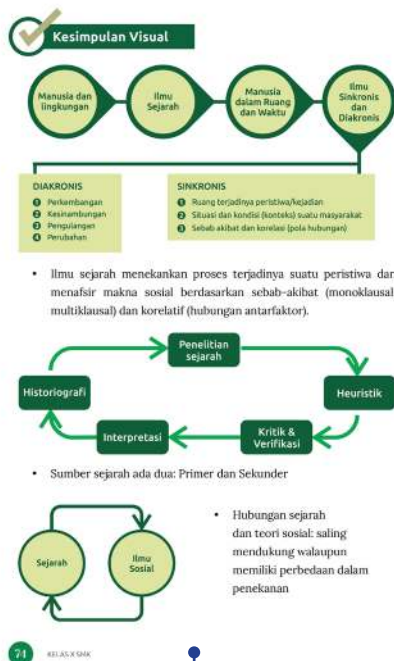 Kesimpulan Visual
Manusia dan
lingkungan
Ilmu
Sejarah
Manusia
dalam Ruang
dan Waktu
Ilmu
Sinkronis
dan
Diakronis
DIAKRONIS
1 Perkembangan
2 Kesinambungan
3 Pengulangan
4 Perubahan
SINKRONIS
1 Ruang terjadinya peristiwa/kejadian
2 Situasi dan kondisi (konteks) suatu masyarakat
3 Sebab akibat dan korelasi (pola hubungan)
• Ilmu sejarah menekankan proses terjadinya suatu peristiwa dan
menafsir makna sosial berdasarkan sebab-akibat (monoklausal
multiklausal) dan korelatif (hubungan antarfaktor).
Penelitian
sejarah
Historiografi
Heuristik
Interpretasi
Kritik &
Verifikasi
• Sumber sejarah ada dua: Primer dan Sekunder
Sejarah
Ilmu
Sosial
• Hubungan sejarah
dan teori sosial: saling
mendukung walaupun
memiliki perbedaan dalam
penekanan
74 KELAS X SMK